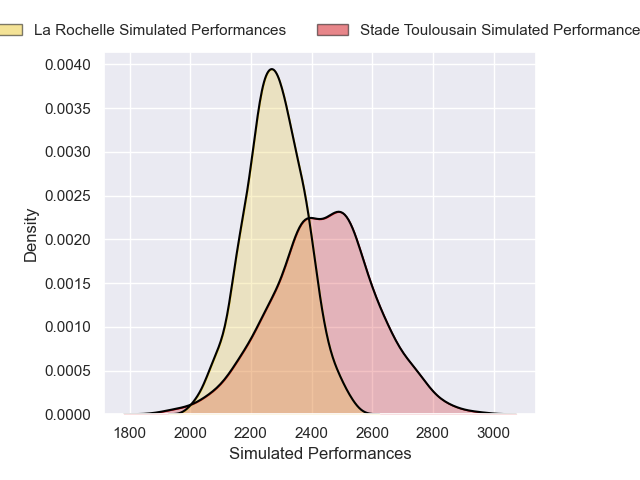 La Rochelle Simulated Performances
Stade Toulousain Simulated Performance
0.0040
0.0035
0.0030
0.0025
0.0020
0.0015
0.0010
0.0005
0.0000
Density
1800 2000 2200 2400 2600 2800 3000
Simulated Performances